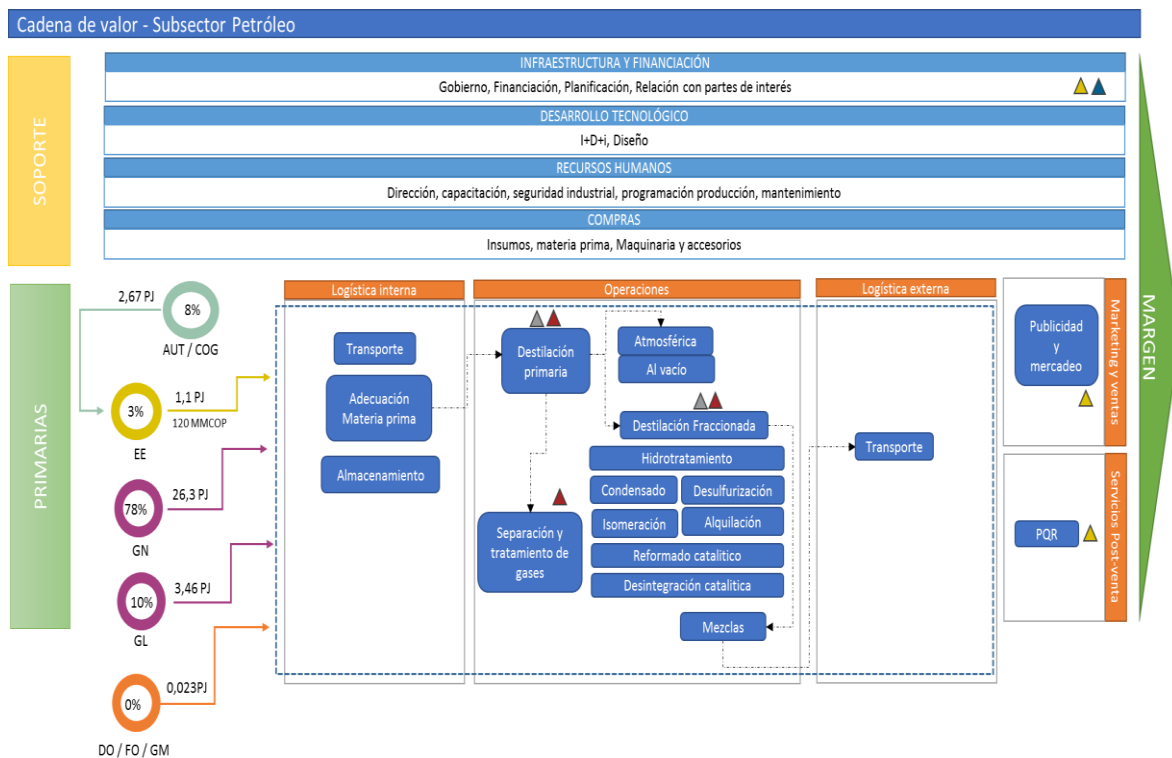 Cadena de valor - Subsector Petróleo
SOPORTE
INFRAESTRUCTURA Y FINANCIACIÓN
Gobierno, Financiación, Planificación, Relación con partes de interés
DESARROLLO TECNOLÓGICO
I+D+i, Diseño
RECURSOS HUMANOS
Dirección, capacitación, seguridad industrial, programación producción, mantenimiento
COMPRAS
Insumos, materia prima, Maquinaria y accesorios
MARGEN
PRIMARIAS
2,67 PJ
8%
AUT / COG
1,1 PJ
3%
120 MMCOP
EE
26,3 PJ
78%
GN
3,46 PJ
10%
GL
0,023PJ
0%
DO / FO / GM
Logística interna
Transporte
Adecuación
Materia prima
Almacenamiento
Operaciones
Destilación
primaria
Atmosférica
Al vacío
Destilación Fraccionada
Hidrotratamiento
Condensado
Desulfurización
Isomeración
Alquilación
Reformado catalitico
Desintegración catalitica
Separación y
tratamiento de
gases
Mezclas
Logística externa
Transporte
Publicidad
y
mercadeo
Marketing y ventas
PQR
Servicios Post-venta